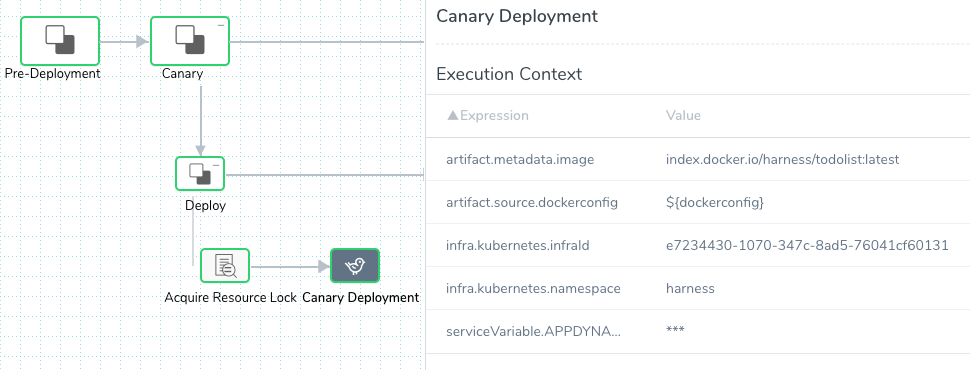 Pre-Deployment
Canary
Deploy
Acquire Resource Lock
Canary Deployment
Canary Deployment
Execution Context
▲Expression Value
artifact.metadata.image index.docker.io/harness/todolist:latest
artifact.source.dockerconfig ${dockerconfig}
infra.kubernetes.infraId e7234430-1070-347c-8ad5-76041cf60131
infra.kubernetes.namespace harness
serviceVariable.APPDYNA... ***